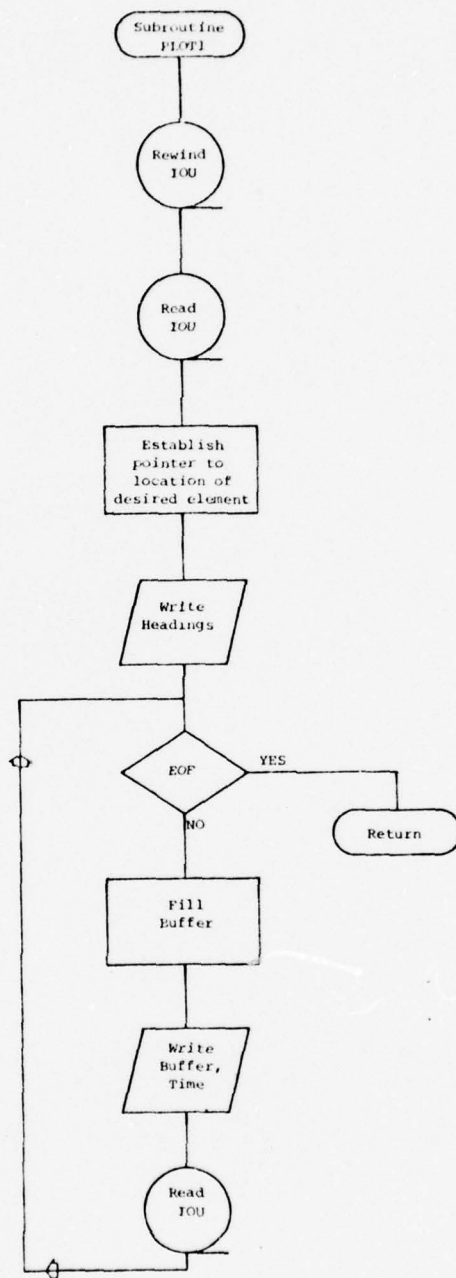 Subroutine
PLOT1
Rewind
IOU
Read
IOU
Establish
pointer to
location of
desired element
Write
Headings
EOF
YES
Return
NO
Fill
Buffer
Write
Buffer,
Time
Read
IOU